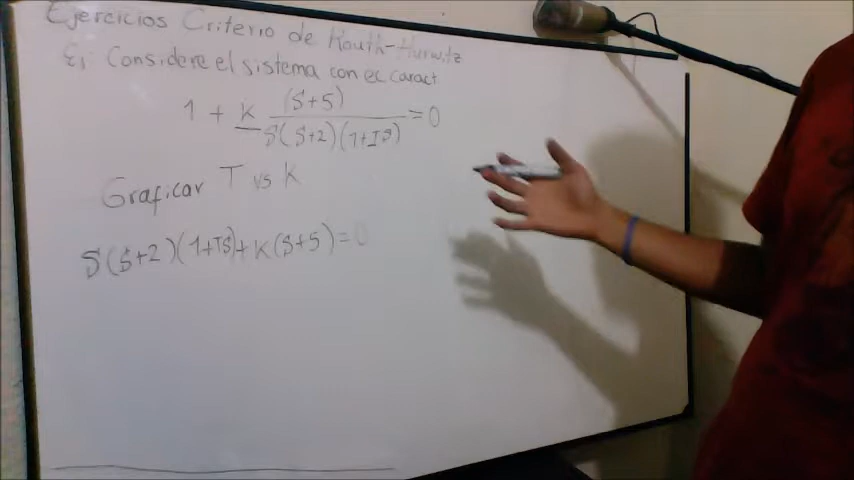 Ejercicios Criterio de Routh-Hurwitz
E1: Considere el sistema con ec caract
1 + K (S+5) / S(S+2)(1+TS) = 0
Graficar T vs K
S(S+2)(1+TS)+K(S+5)=0